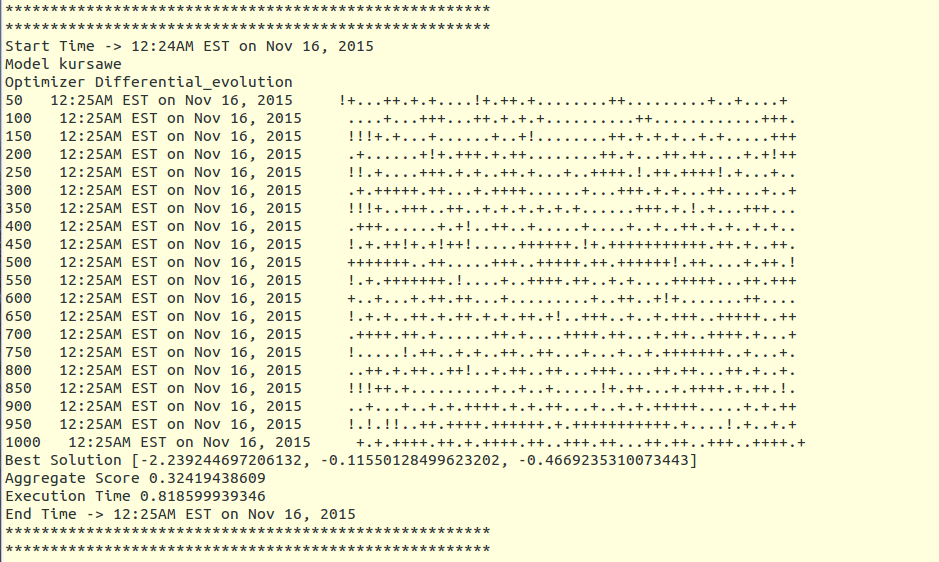 ******************************************************
******************************************************
Start Time -> 12:24AM EST on Nov 16, 2015
Model kursawe
Optimizer Differential_evolution
50   12:25AM EST on Nov 16, 2015     !+...++.+.+....!+.++.+........++.........+..+....+
100   12:25AM EST on Nov 16, 2015     ....+...+++...++.+.+.+..........++............+++.
150   12:25AM EST on Nov 16, 2015     !!!+.+...+......+..+!........++.+.+.+..+.+.....+++
200   12:25AM EST on Nov 16, 2015     .+......+!+.+++.+.++........++.+...++.++....+.+!++
250   12:25AM EST on Nov 16, 2015     !!.+....+++.+.+..++.+...+..++++.!.++.++++!.+...+..
300   12:25AM EST on Nov 16, 2015     .+.+++++.++...+.++++......+...+++.+.+...++....+..+
350   12:25AM EST on Nov 16, 2015     !!!+..+++..++..+.+.+.+.+.+......+++.+.!.+...+++...
400   12:25AM EST on Nov 16, 2015     .+++......+.+!..++..+.....+....+..+..++.+.+..+.+..
450   12:25AM EST on Nov 16, 2015     !.+.++!+.+!++!.....++++++.!+.+++++++++++.++.+..++.
500   12:25AM EST on Nov 16, 2015     +++++++..++.....+++..+++++.++.++++++!.++....+.++.!
550   12:25AM EST on Nov 16, 2015     !.+.+++++++.!....+..++++.++..+.+....+++++...++.+++
600   12:25AM EST on Nov 16, 2015     +..+...+.++.++...+.........+..++..+!+.......++....
650   12:25AM EST on Nov 16, 2015     !.+.+..++.+.++.+.+.++.+!..+++..+..+.+++..+++++..++
700   12:25AM EST on Nov 16, 2015     .++++.++.+......++.+....++++.++...+.++..++++.+...+
750   12:25AM EST on Nov 16, 2015     !.....!.++..+.+..++..++...+...+..+.+++++++..+...+.
800   12:25AM EST on Nov 16, 2015     ..++.+.++..++!..+..++..++...+++....++.++...++.+..+.
850   12:25AM EST on Nov 16, 2015     !!!++.+.........+..+..+.....!+.++...+.++++.+.++.!.
900   12:25AM EST on Nov 16, 2015     ..+...+..+.+.++++.+.+.++...+..+.+.+++++.....+.+.++
950   12:25AM EST on Nov 16, 2015     !.!.!!..++.++++.++++++.+.+++++++++++.+....!.+..+.+
1000   12:25AM EST on Nov 16, 2015     +.+.++++.++.+.++++.++..+++.++...++.++..+++..++++.+
Best Solution [-2.239244697206132, -0.11550128499623202, -0.4669235310073443]
Aggregate Score 0.32419438609
Execution Time 0.818599939346
End Time -> 12:25AM EST on Nov 16, 2015
******************************************************
******************************************************